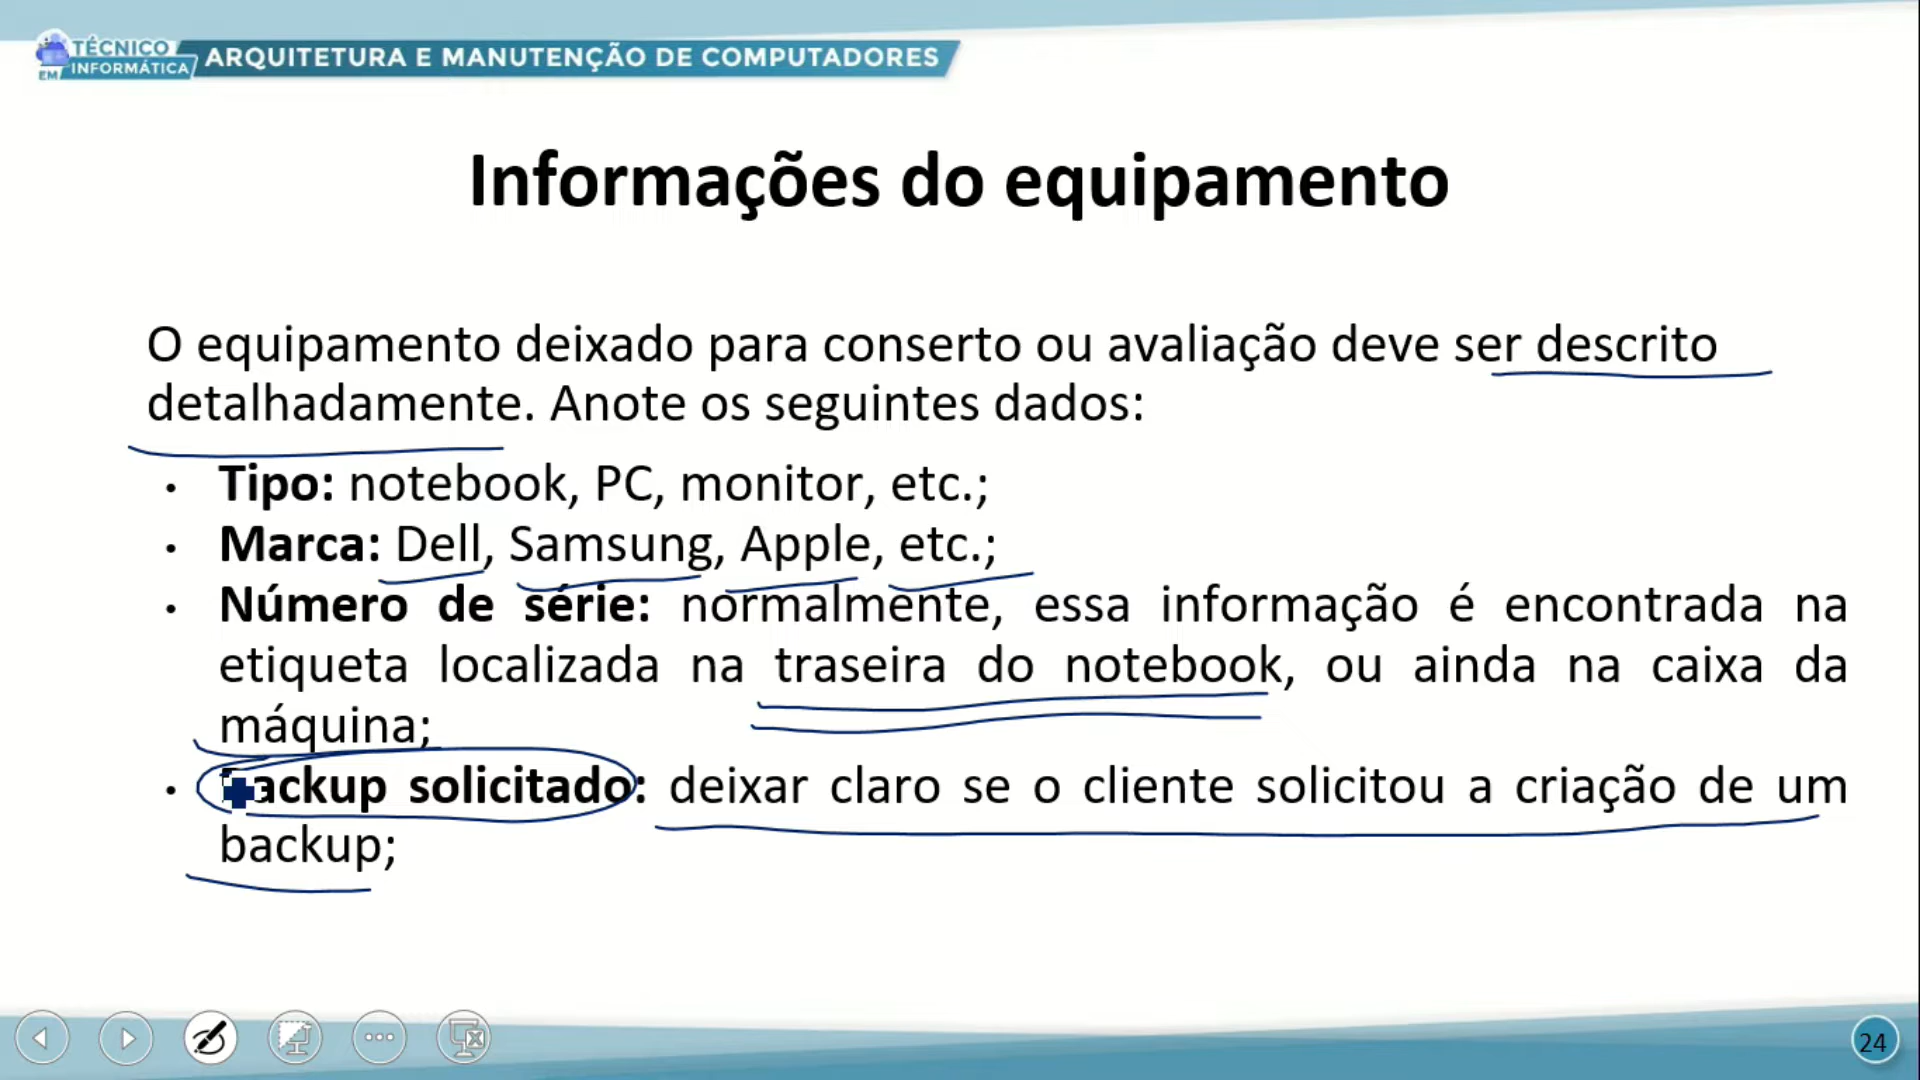 TÉCNICO
EM INFORMÁTICA
ARQUITETURA E MANUTENÇÃO DE COMPUTADORES
Informações do equipamento
O equipamento deixado para conserto ou avaliação deve ser descrito
detalhadamente. Anote os seguintes dados:
• Tipo: notebook, PC, monitor, etc.;
• Marca: Dell, Samsung, Apple, etc.;
• Número de série: normalmente, essa informação é encontrada na
etiqueta localizada na traseira do notebook, ou ainda na caixa da
máquina;
• Backup solicitado: deixar claro se o cliente solicitou a criação de um
backup;
24